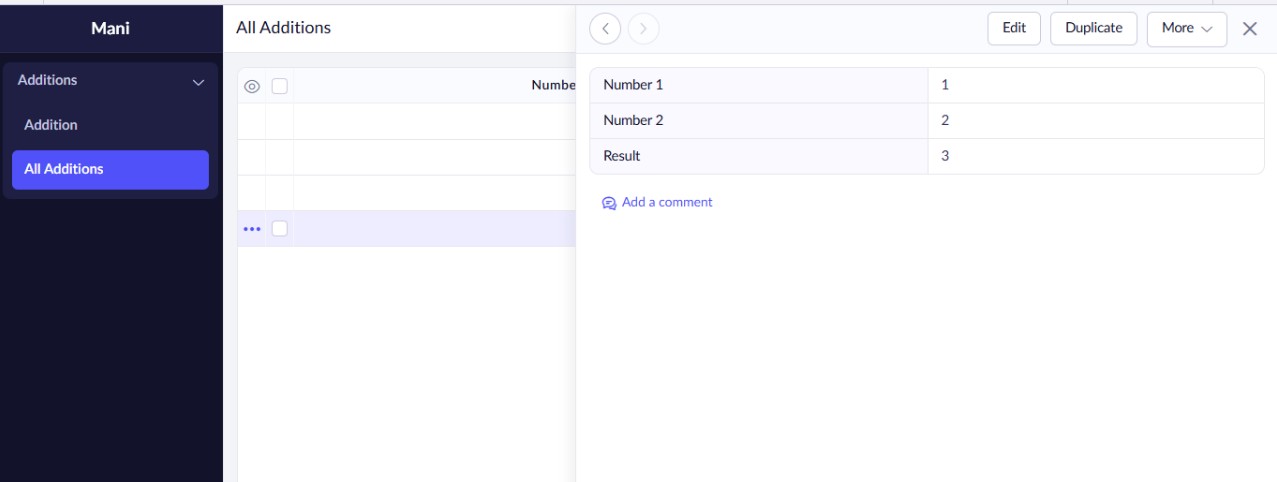 Mani
Additions
Addition
All Additions
All Additions
Numbe
Edit
Duplicate
More
Number 1 1
Number 2 2
Result 3
Add a comment